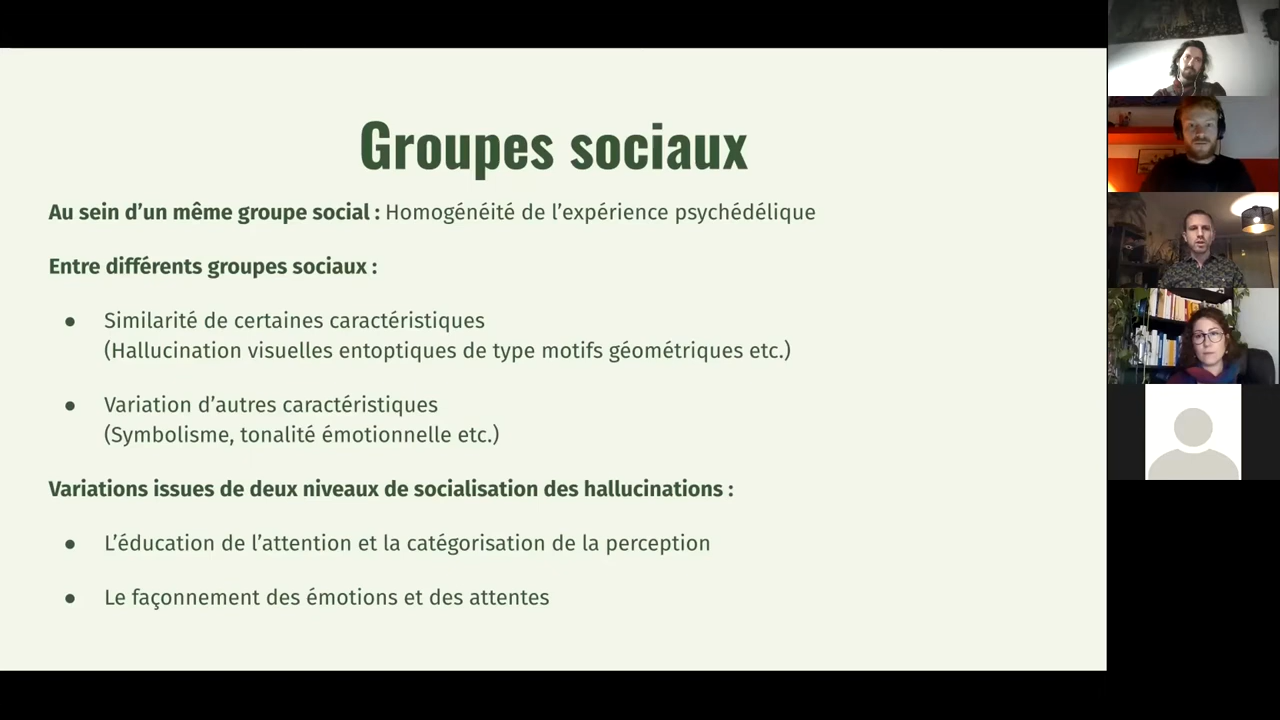 Groupes sociaux
Au sein d’un même groupe social : Homogénéité de l’expérience psychédélique
Entre différents groupes sociaux :
● Similarité de certaines caractéristiques
(Hallucination visuelles entoptiques de type motifs géométriques etc.)
● Variation d’autres caractéristiques
(Symbolisme, tonalité émotionnelle etc.)
Variations issues de deux niveaux de socialisation des hallucinations :
● L’éducation de l’attention et la catégorisation de la perception
● Le façonnement des émotions et des attentes